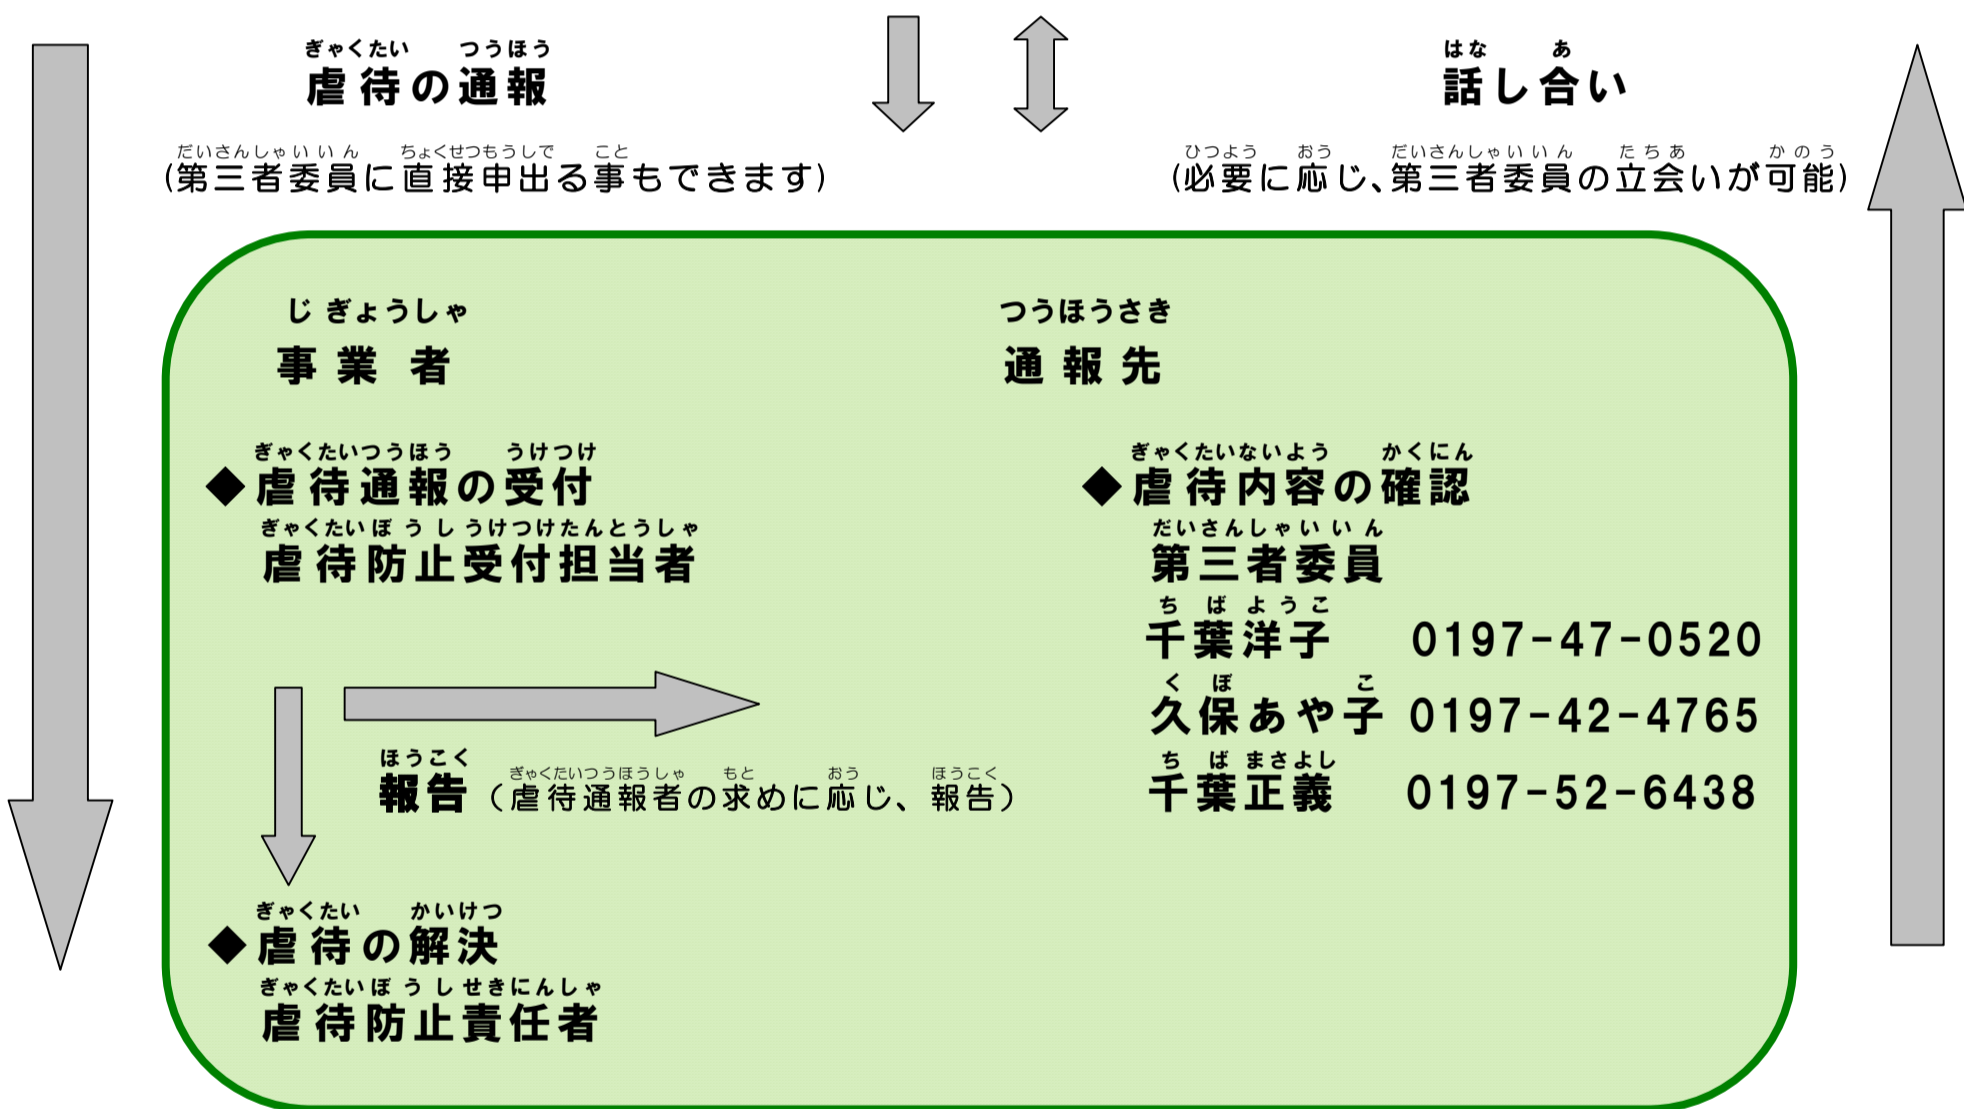 ぎゃくたい つうほう
虐待の通報
はな あ
話し合い
だいさんしゃいいん ちょくせつもうしで こと
(第三者委員に直接申出る事もできます)
ひつよう おう だいさんしゃいいん たちあ かのう
(必要に応じ、第三者委員の立会いが可能)
じぎょうしゃ
事業者
つうほうさき
通報先
ぎゃくたいつうほう うけつけ
◆虐待通報の受付
ぎゃくたいぼうしうけつけたんとうしゃ
虐待防止受付担当者
ぎゃくたいないよう かくにん
◆虐待内容の確認
だいさんしゃいいん
第三者委員
ちばようこ
千葉洋子 0197-47-0520
くぼ こ
久保あや子 0197-42-4765
ちばまさよし
千葉正義 0197-52-6438
ほうこく ぎゃくたいつうほうしゃ もと おう ほうこく
報告（虐待通報者の求めに応じ、報告）
ぎゃくたい かいけつ
◆虐待の解決
ぎゃくたいぼうしせきにんしゃ
虐待防止責任者